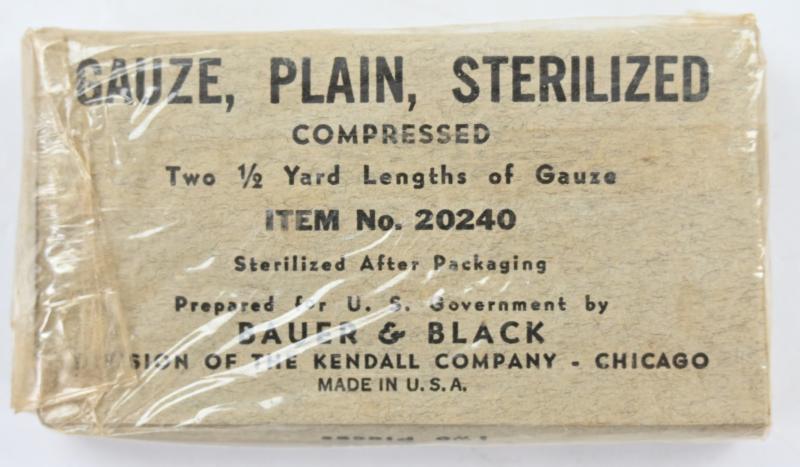 GAUZE, PLAIN, STERILIZED
COMPRESSED
Two ½ Yard Lengths of Gauze
ITEM No. 20240
Sterilized After Packaging
Prepared for U. S. Government by
BAUER & BLACK
DIVISION OF THE KENDALL COMPANY - CHICAGO
MADE IN U.S.A.